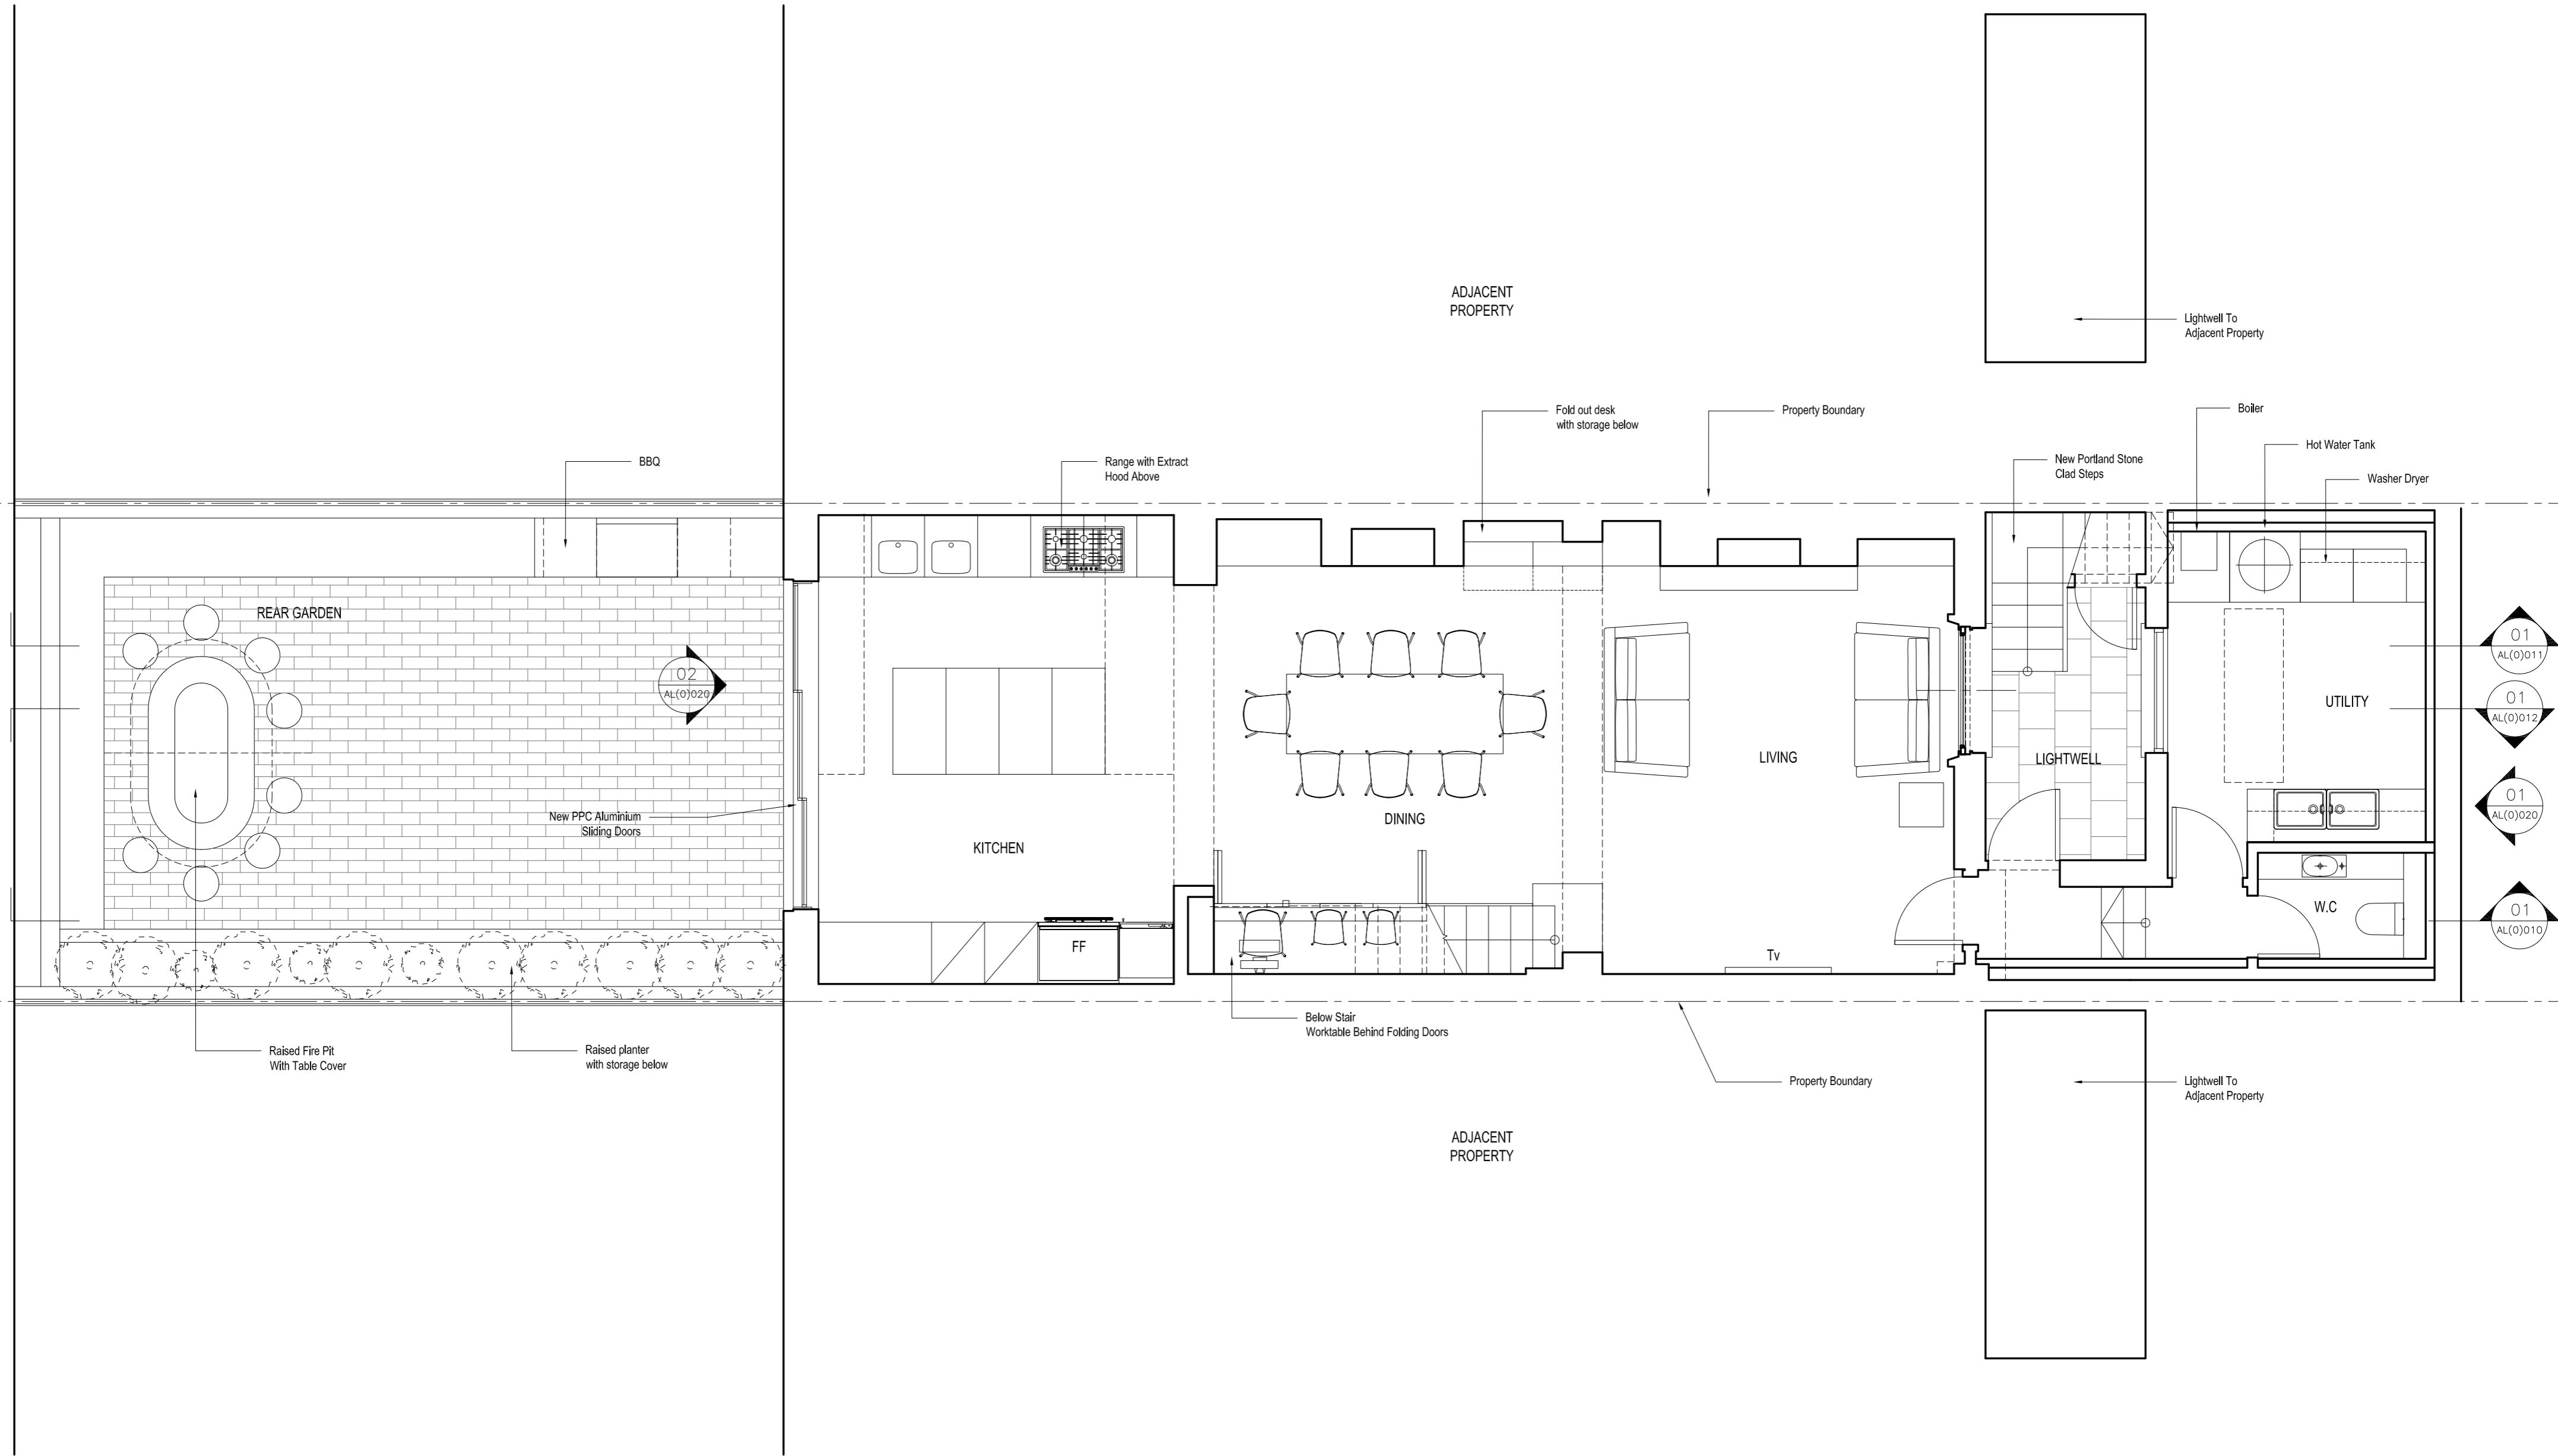 ADJACENT
PROPERTY
Lightwell To
Adjacent Property
Fold out desk
with storage below
Property Boundary
Boiler
Hot Water Tank
Washer Dryer
BBQ
Range with Extract
Hood Above
New Portland Stone
Clad Steps
REAR GARDEN
02
AL(0)020
01
AL(0)011
UTILITY
01
AL(0)012
LIVING
LIGHTWELL
01
AL(0)020
New PPC Aluminium
Sliding Doors
DINING
KITCHEN
W.C
01
AL(0)010
FF
Tv
Below Stair
Worktable Behind Folding Doors
Raised Fire Pit
With Table Cover
Raised planter
with storage below
Property Boundary
Lightwell To
Adjacent Property
ADJACENT
PROPERTY